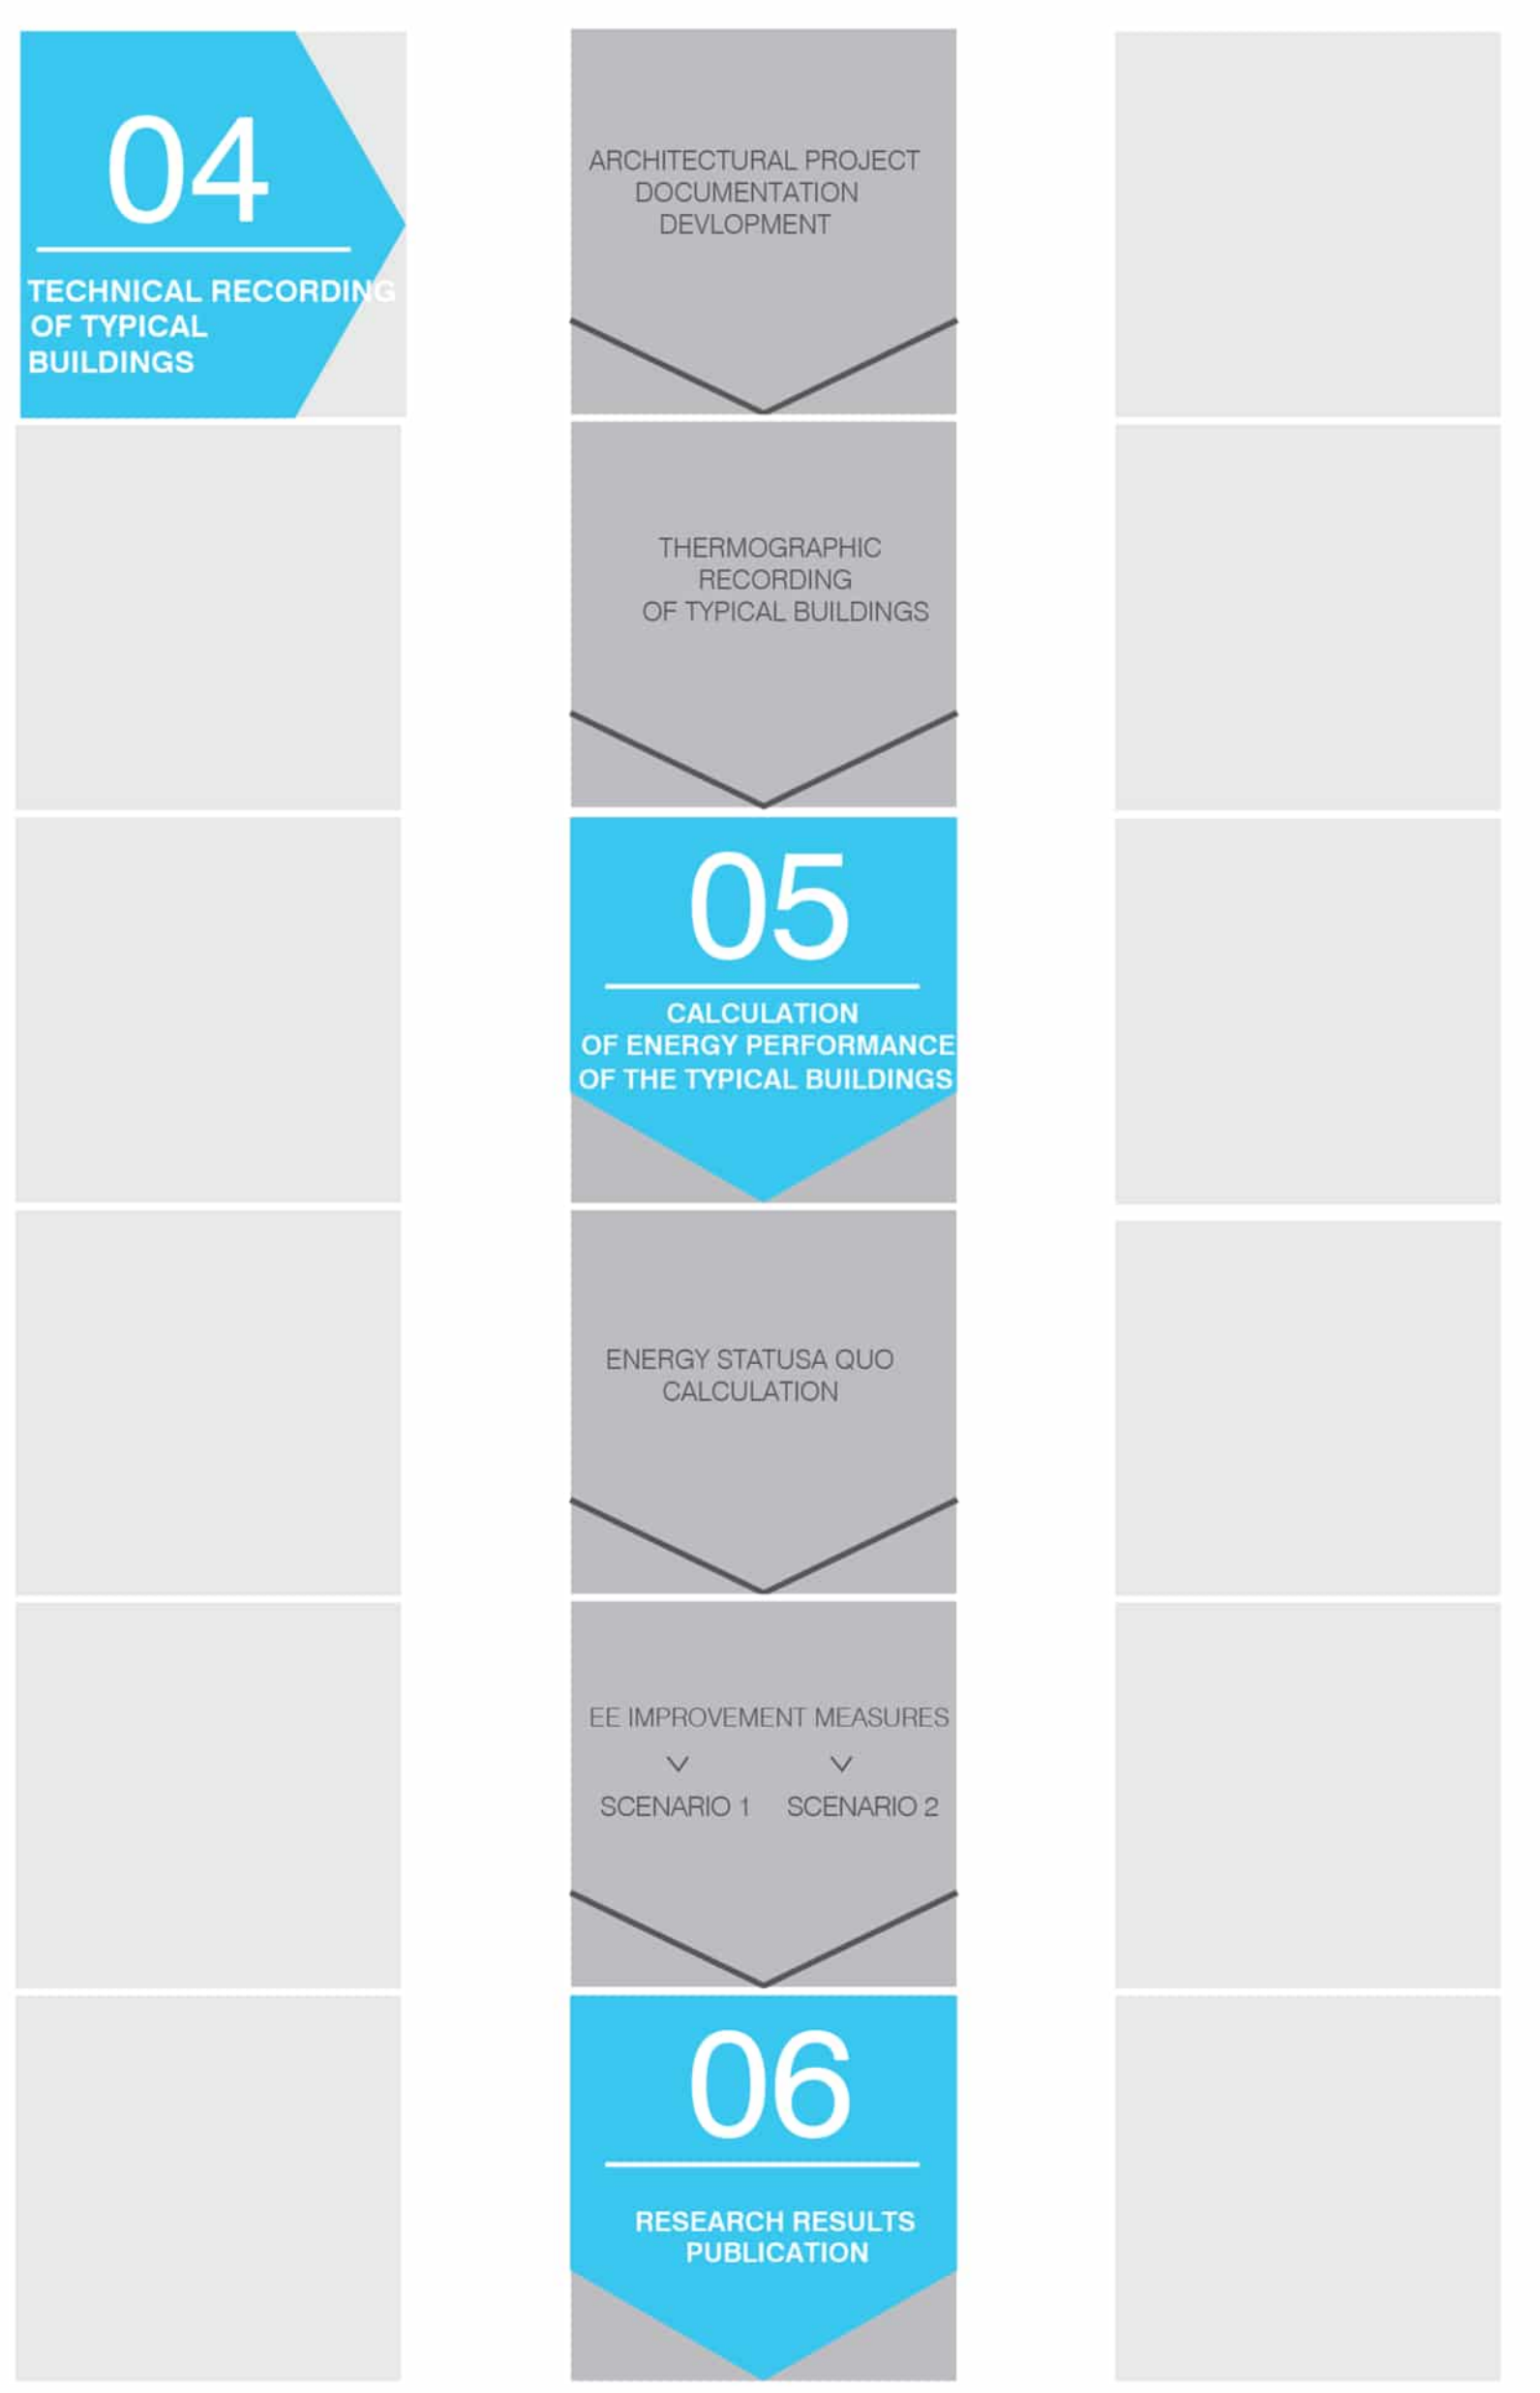 04
TECHNICAL RECORDING
OF TYPICAL
BUILDINGS
ARCHITECTURAL PROJECT
DOCUMENTATION
DEVLOPMENT
THERMOGRAPHIC
RECORDING
OF TYPICAL BUILDINGS
05
CALCULATION
OF ENERGY PERFORMANCE
OF THE TYPICAL BUILDINGS
ENERGY STATUSA QUO
CALCULATION
EE IMPROVEMENT MEASURES
SCENARIO 1 SCENARIO 2
06
RESEARCH RESULTS
PUBLICATION